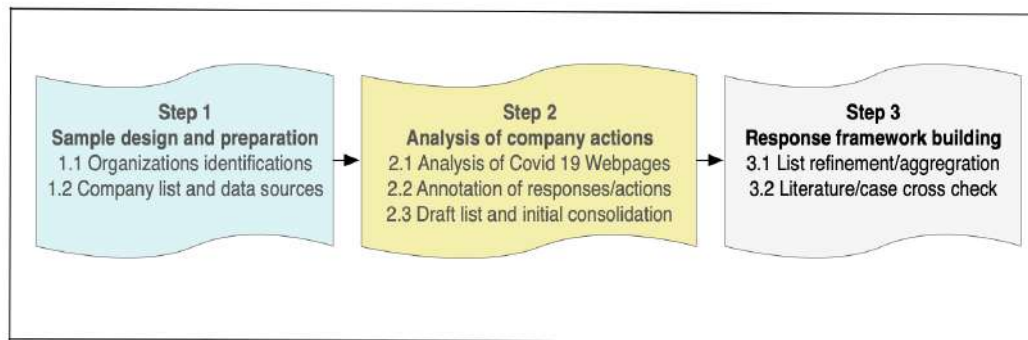 Step 1
Sample design and preparation
1.1 Organizations identifications
1.2 Company list and data sources
Step 2
Analysis of company actions
2.1 Analysis of Covid 19 Webpages
2.2 Annotation of responses/actions
2.3 Draft list and initial consolidation
Step 3
Response framework building
3.1 List refinement/aggregration
3.2 Literature/case cross check